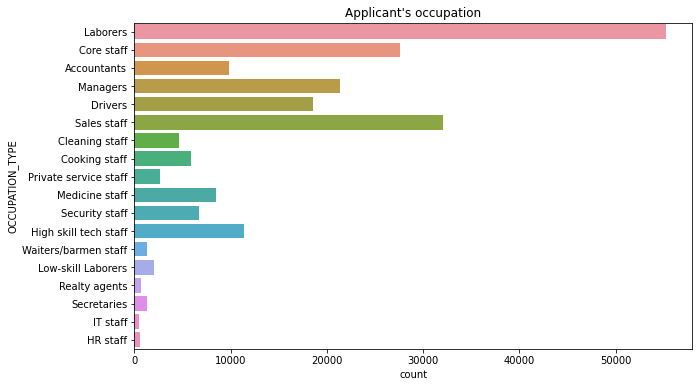 Applicant's occupation
OCCUPATION_TYPE
Laborers
Core staff
Accountants
Managers
Drivers
Sales staff
Cleaning staff
Cooking staff
Private service staff
Medicine staff
Security staff
High skill tech staff
Waiters/barmen staff
Low-skill Laborers
Realty agents
Secretaries
IT staff
HR staff
0 10000 20000 30000 40000 50000
count